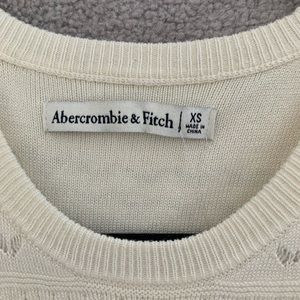 Abercrombie & Fitch
XS
MADE IN
CHINA